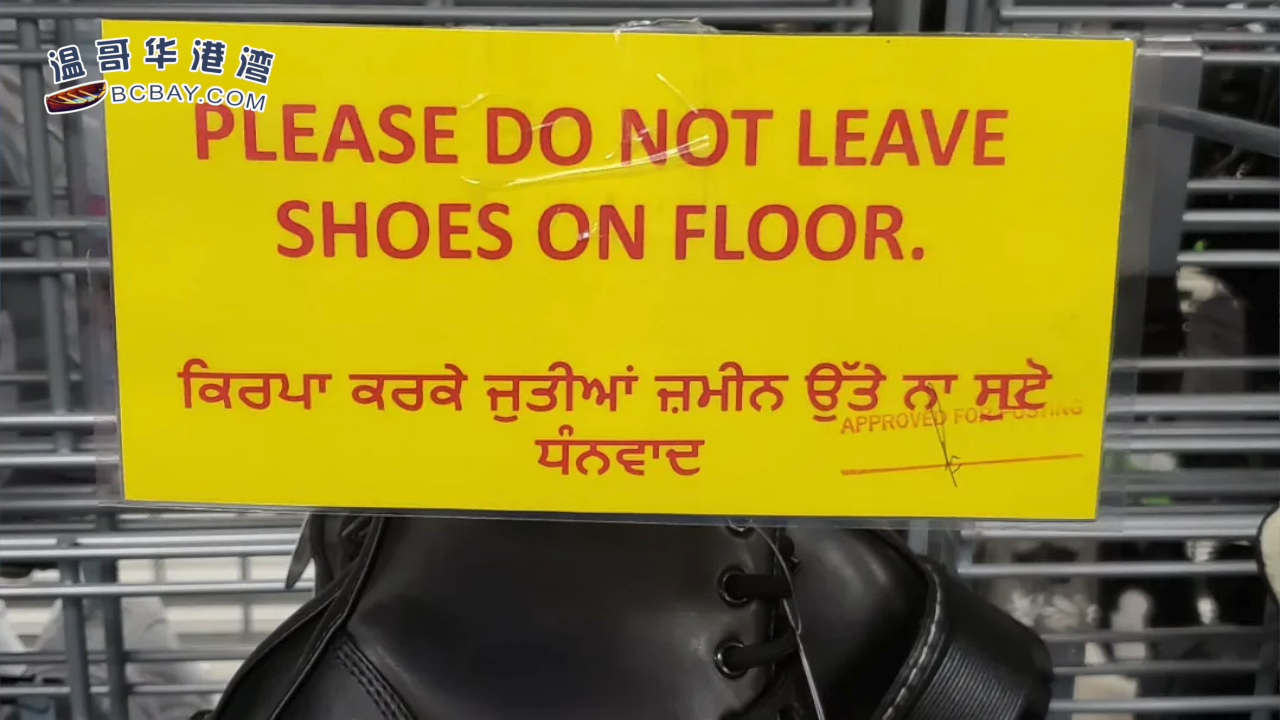 温哥华港湾
BCBAY.COM
PLEASE DO NOT LEAVE
SHOES ON FLOOR.
ਕਿਰਪਾ ਕਰਕੇ ਜੁਤੀਆਂ ਜ਼ਮੀਨ ਉੱਤੇ ਨਾ ਸੁਟੋ
APPROVED FOR POSTING
ਧੰਨਵਾਦ